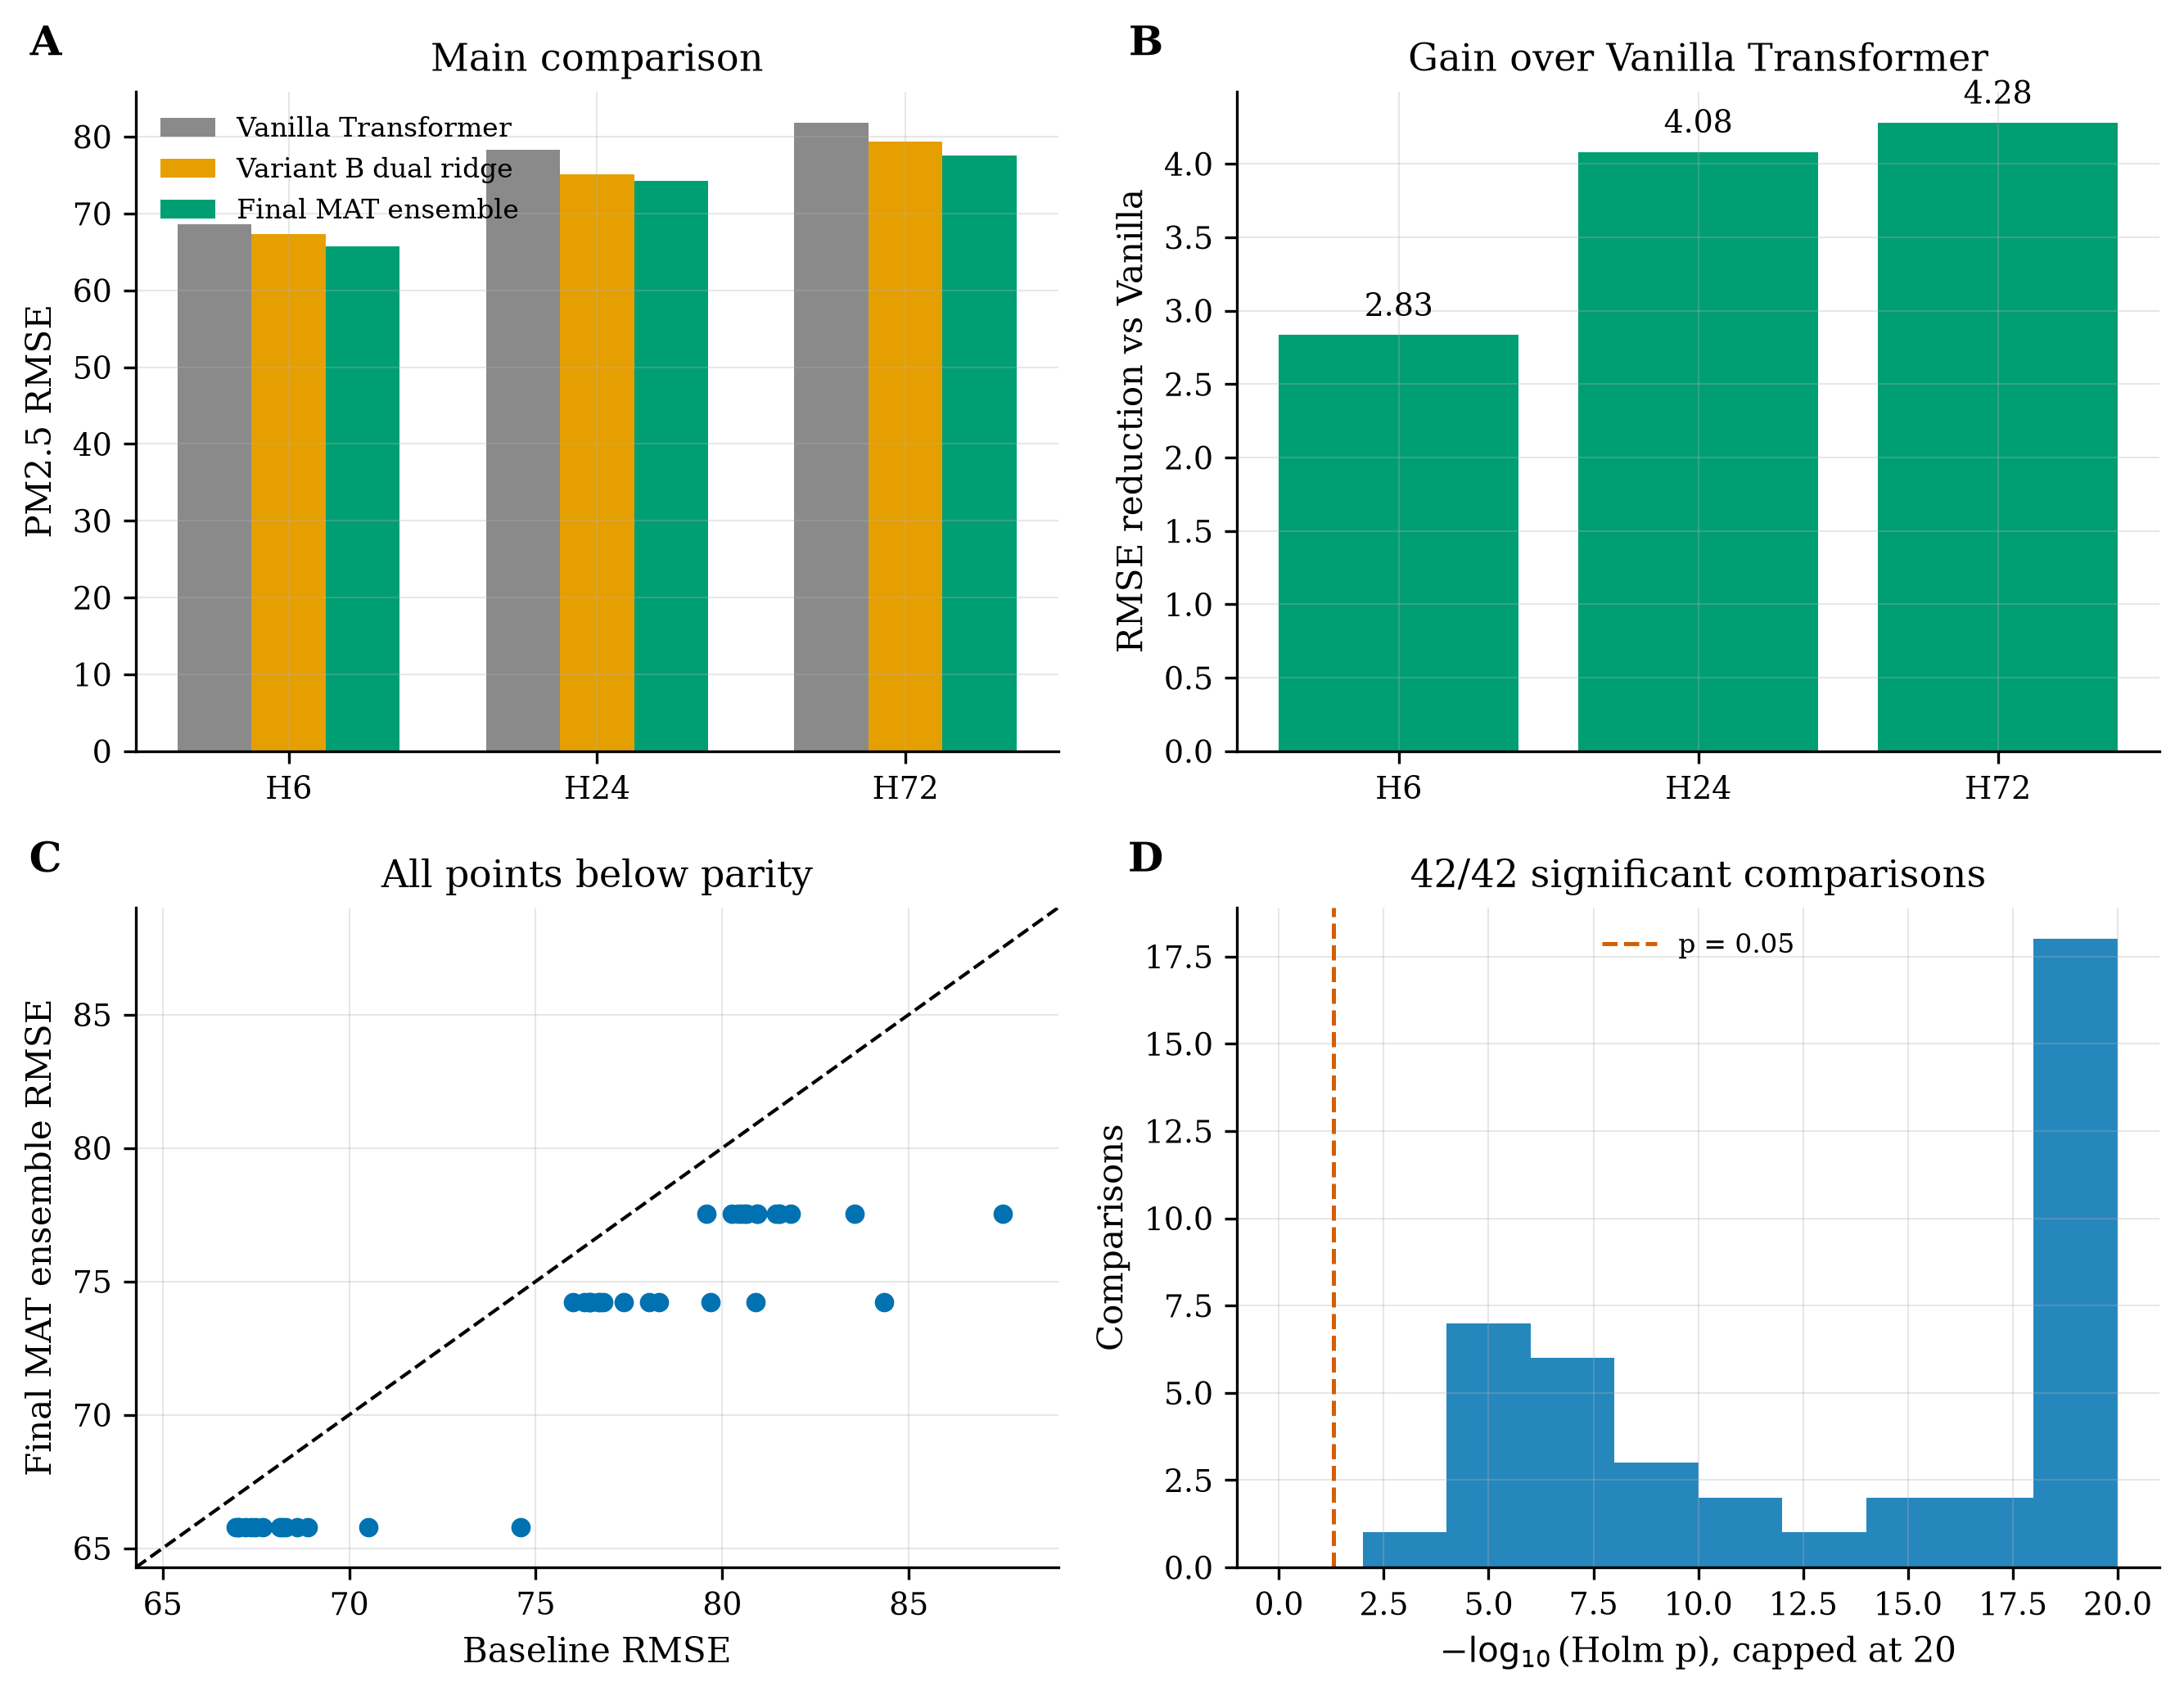 A
Main comparison
Vanilla Transformer
Variant B dual ridge
Final MAT ensemble
PM2.5 RMSE
80
70
60
50
40
30
20
10
0
H6 H24 H72
B
Gain over Vanilla Transformer
2.83
4.08
4.28
RMSE reduction vs Vanilla
4.0
3.5
3.0
2.5
2.0
1.5
1.0
0.5
0.0
H6 H24 H72
C
All points below parity
Final MAT ensemble RMSE
85
80
75
70
65
65 70 75 80 85
Baseline RMSE
D
42/42 significant comparisons
p = 0.05
Comparisons
17.5
15.0
12.5
10.0
7.5
5.0
2.5
0.0
0.0 2.5 5.0 7.5 10.0 12.5 15.0 17.5 20.0
−log₁₀(Holm p), capped at 20